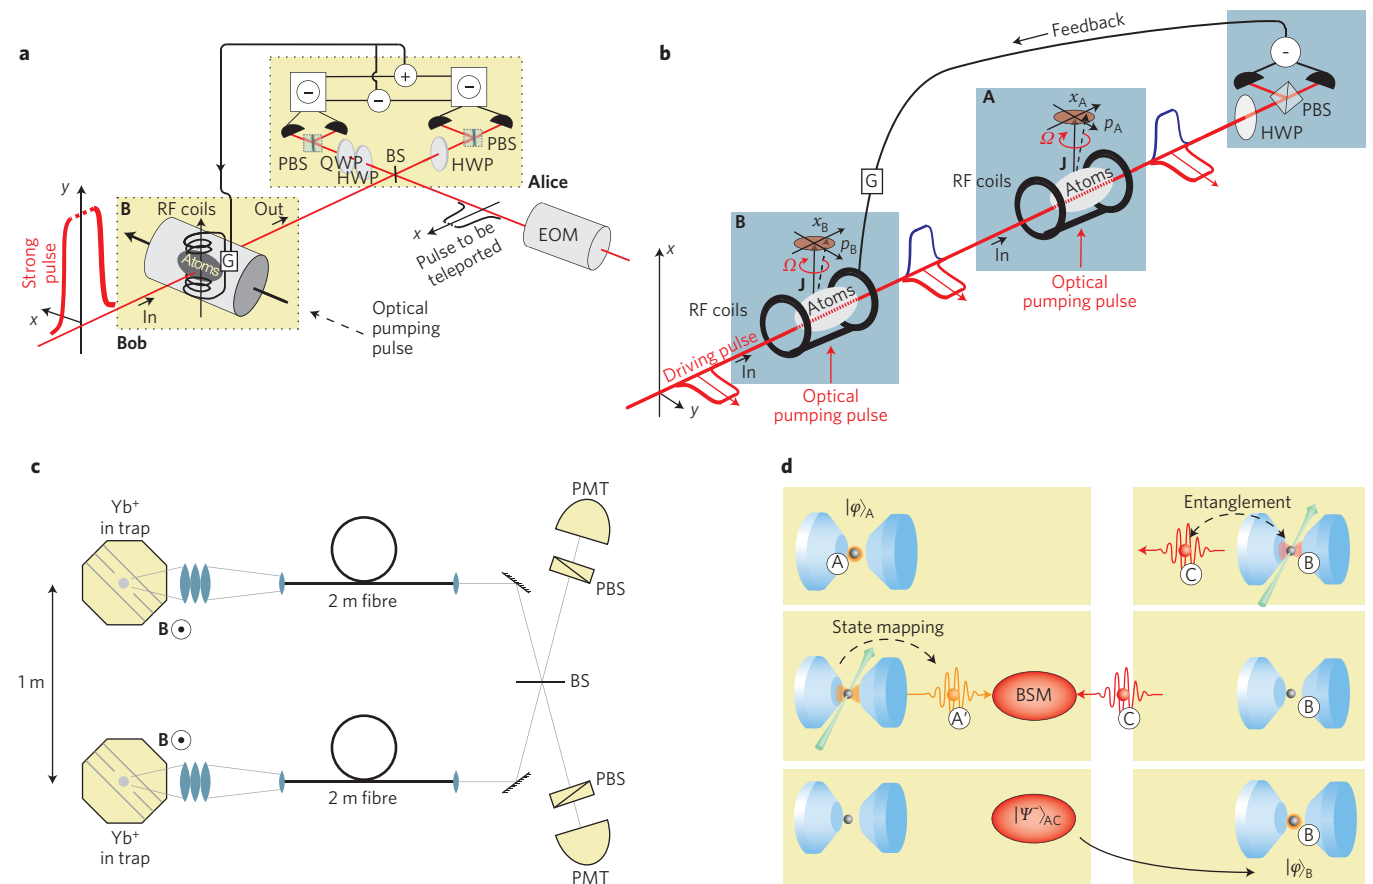 a
y
Strong
pulse
x
B
RF coils
Out
Atoms
G
In
Bob
+
−
−
−
PBS
QWP
HWP
BS
HWP
PBS
Alice
x
Pulse to be
teleported
EOM
Optical
pumping
pulse
b
Feedback
-
PBS
HWP
A
x_A
p_A
Ω
J
RF coils
Atoms
In
Optical
pumping pulse
G
B
x_B
p_B
Ω
J
RF coils
Atoms
x
Driving pulse
In
y
Optical
pumping pulse
c
Yb⁺
in trap
B
2 m fibre
PMT
PBS
1 m
BS
B
2 m fibre
PBS
PMT
Yb⁺
in trap
d
|φ⟩_A
A
Entanglement
C
B
State mapping
A′
BSM
C
B
|Ψ⁻⟩_AC
B
|φ⟩_B